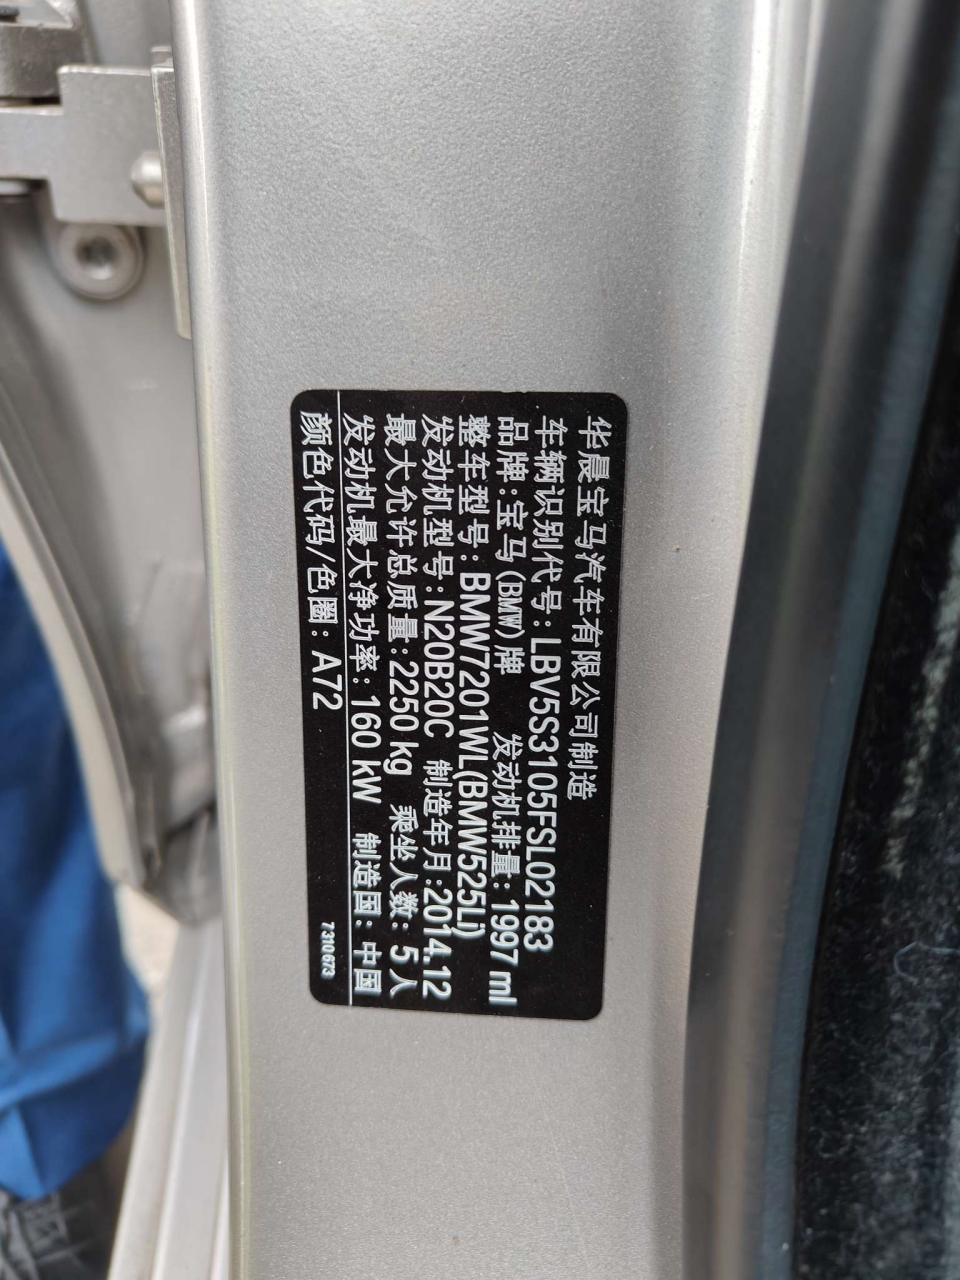 华晨宝马汽车有限公司制造
车辆识别代号：LBV5S3105FSL02183
品牌：宝马(BMW)牌 发动机排量：1997 ml
整车型号：BMW7201WL(BMW525Li)
发动机型号：N20B20C 制造年月：2014.12
最大允许总质量：2250 kg 乘坐人数：5人
发动机最大净功率：160 kW 制造国：中国
颜色代码/色圈：A72 7310673